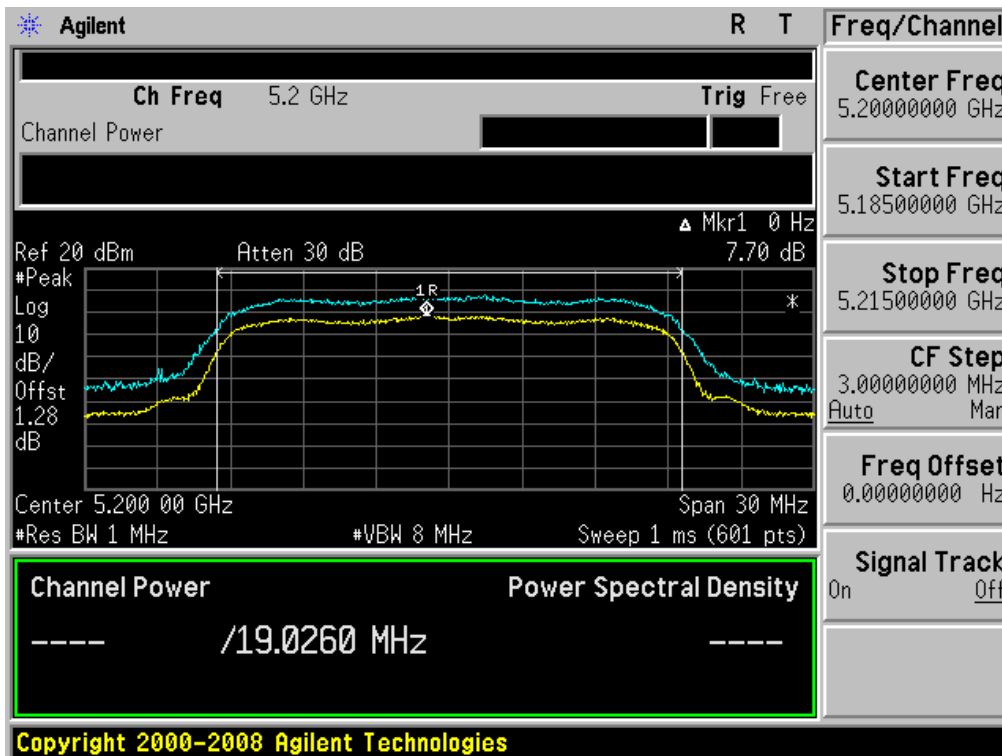 Agilent R T
Freq/Channel
Ch Freq 5.2 GHz Trig Free
Channel Power
Center Freq
5.20000000 GHz
Start Freq
5.18500000 GHz
Stop Freq
5.21500000 GHz
CF Step
3.00000000 MHz
Auto Man
Freq Offset
0.00000000 Hz
Signal Track
On Off
Δ Mkr1 0 Hz
Ref 20 dBm Atten 30 dB 7.70 dB
#Peak
Log
10
dB/
Offst
1.28
dB
1R
*
Center 5.200 00 GHz Span 30 MHz
#Res BW 1 MHz #VBW 8 MHz Sweep 1 ms (601 pts)
Channel Power Power Spectral Density
---- /19.0260 MHz ----
Copyright 2000-2008 Agilent Technologies